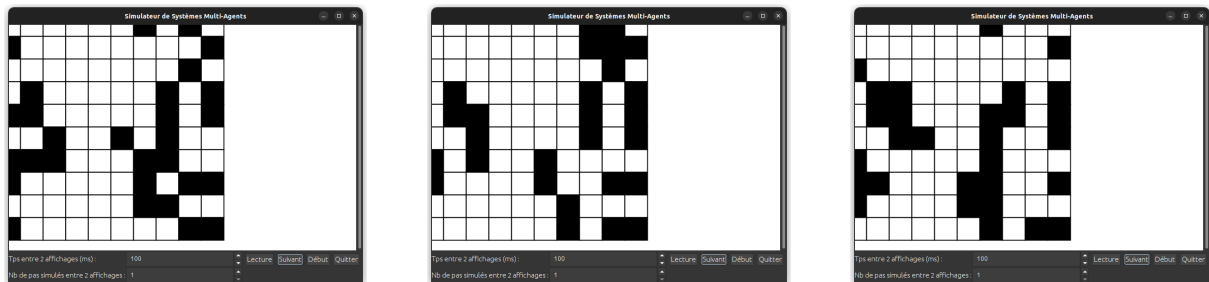 Simulateur de Systèmes Multi-Agents
Tps entre 2 affichages (ms) : 100 Lecture Suivant Début Quitter
Nb de pas simulés entre 2 affichages : 1
Simulateur de Systèmes Multi-Agents
Tps entre 2 affichages (ms) : 100 Lecture Suivant Début Quitter
Nb de pas simulés entre 2 affichages : 1
Simulateur de Systèmes Multi-Agents
Tps entre 2 affichages (ms) : 100 Lecture Suivant Début Quitter
Nb de pas simulés entre 2 affichages : 1